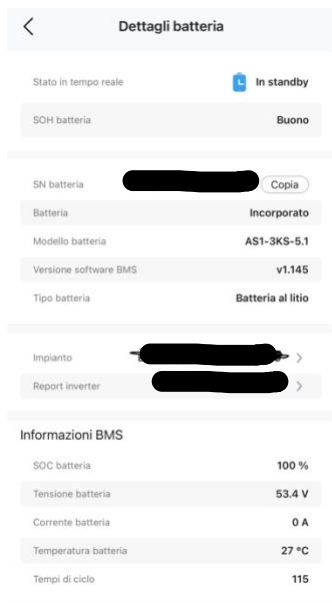 Dettagli batteria
Stato in tempo reale In standby
SOH batteria Buono
SN batteria Copia
Batteria Incorporato
Modello batteria AS1-3KS-5.1
Versione software BMS v1.145
Tipo batteria Batteria al litio
Impianto
Report inverter
Informazioni BMS
SOC batteria 100 %
Tensione batteria 53.4 V
Corrente batteria 0 A
Temperatura batteria 27 °C
Tempi di ciclo 115